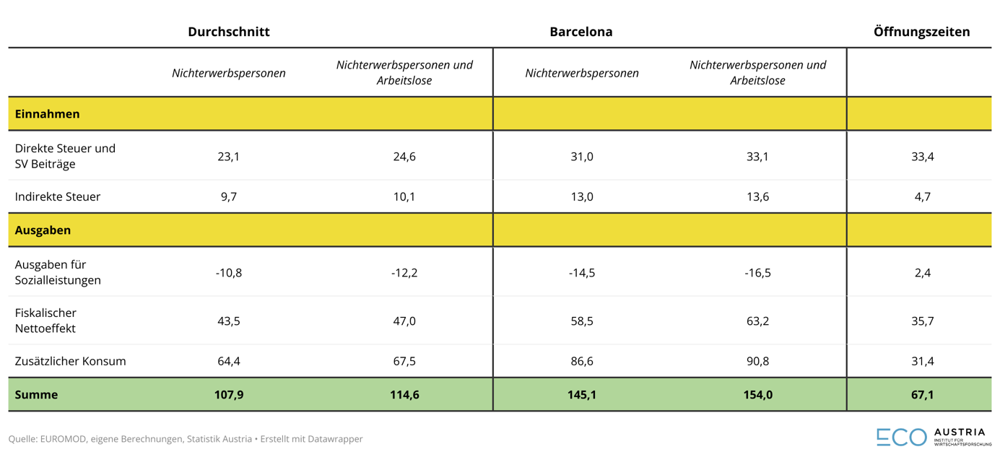 Durchschnitt Barcelona Öffnungszeiten
Nichterwerbspersonen Nichterwerbspersonen und Arbeitslose Nichterwerbspersonen Nichterwerbspersonen und Arbeitslose
Einnahmen
Direkte Steuer und
SV Beiträge 23,1 24,6 31,0 33,1 33,4
Indirekte Steuer 9,7 10,1 13,0 13,6 4,7
Ausgaben
Ausgaben für
Sozialleistungen -10,8 -12,2 -14,5 -16,5 2,4
Fiskalischer
Nettoeffekt 43,5 47,0 58,5 63,2 35,7
Zusätzlicher Konsum 64,4 67,5 86,6 90,8 31,4
Summe 107,9 114,6 145,1 154,0 67,1
Quelle: EUROMOD, eigene Berechnungen, Statistik Austria • Erstellt mit Datawrapper
ECO AUSTRIA
INSTITUT FÜR
WIRTSCHAFTSFORSCHUNG